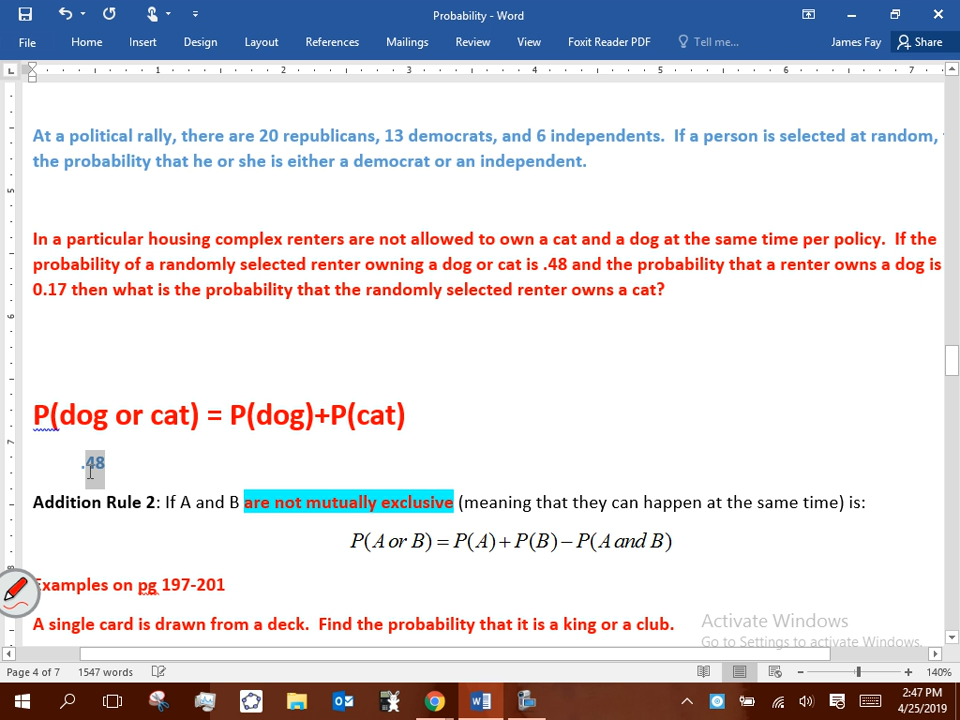 Probability - Word
File Home Insert Design Layout References Mailings Review View Foxit Reader PDF Tell me... James Fay Share
1 2 3 4 5 6 7
At a political rally, there are 20 republicans, 13 democrats, and 6 independents. If a person is selected at random,
the probability that he or she is either a democrat or an independent.
In a particular housing complex renters are not allowed to own a cat and a dog at the same time per policy. If the
probability of a randomly selected renter owning a dog or cat is .48 and the probability that a renter owns a dog is
0.17 then what is the probability that the randomly selected renter owns a cat?
P(dog or cat) = P(dog)+P(cat)
.48
Addition Rule 2: If A and B are not mutually exclusive (meaning that they can happen at the same time) is:
P(A or B) = P(A) + P(B) − P(A and B)
Examples on pg 197-201
A single card is drawn from a deck. Find the probability that it is a king or a club.
Activate Windows
Go to Settings to activate Windows.
Page 4 of 7 1547 words 140%
2:47 PM
4/25/2019